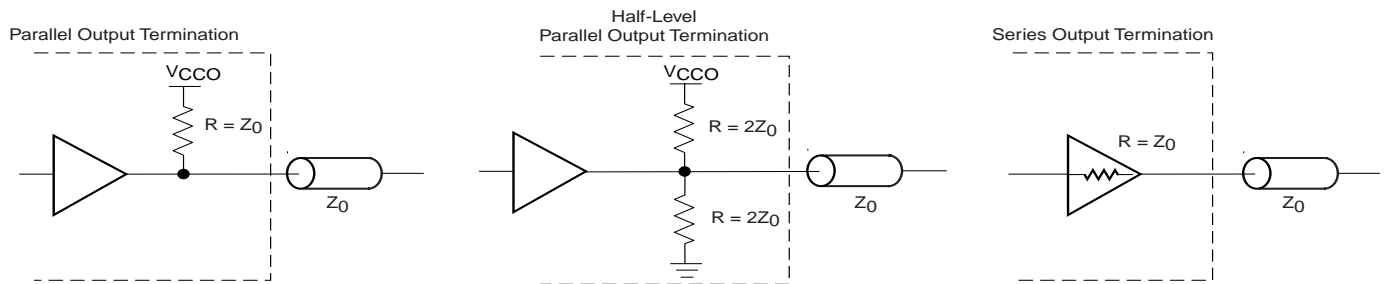 Parallel Output Termination
VCCO
R = Z0
Z0
Half-Level
Parallel Output Termination
VCCO
R = 2Z0
R = 2Z0
Z0
Series Output Termination
R = Z0
Z0